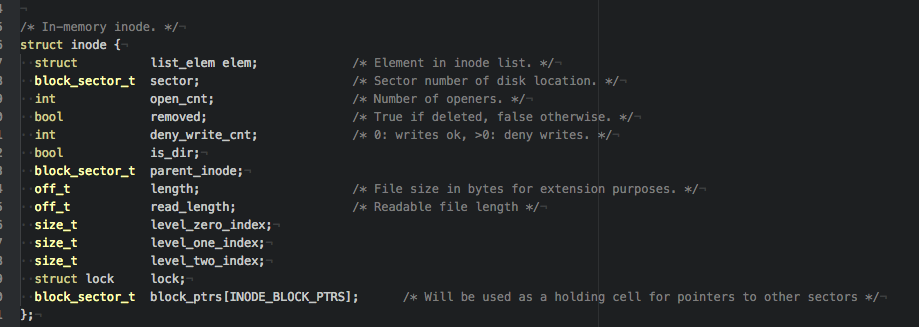 /* In-memory inode. */
struct inode {
struct list_elem elem; /* Element in inode list. */
block_sector_t sector; /* Sector number of disk location. */
int open_cnt; /* Number of openers. */
bool removed; /* True if deleted, false otherwise. */
int deny_write_cnt; /* 0: writes ok, >0: deny writes. */
bool is_dir;
block_sector_t parent_inode;
off_t length; /* File size in bytes for extension purposes. */
off_t read_length; /* Readable file length */
size_t level_zero_index;
size_t level_one_index;
size_t level_two_index;
struct lock lock;
block_sector_t block_ptrs[INODE_BLOCK_PTRS]; /* Will be used as a holding cell for pointers to other sectors */
};